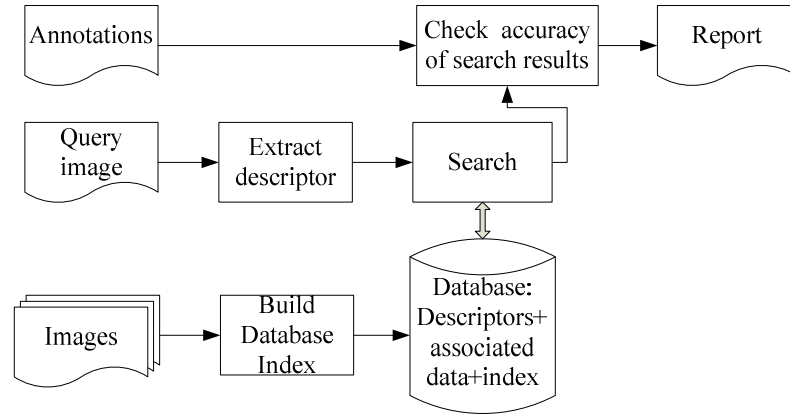 Annotations
Check accuracy
of search results
Report
Query
image
Extract
descriptor
Search
Images
Build
Database
Index
Database:
Descriptors+
associated
data+index